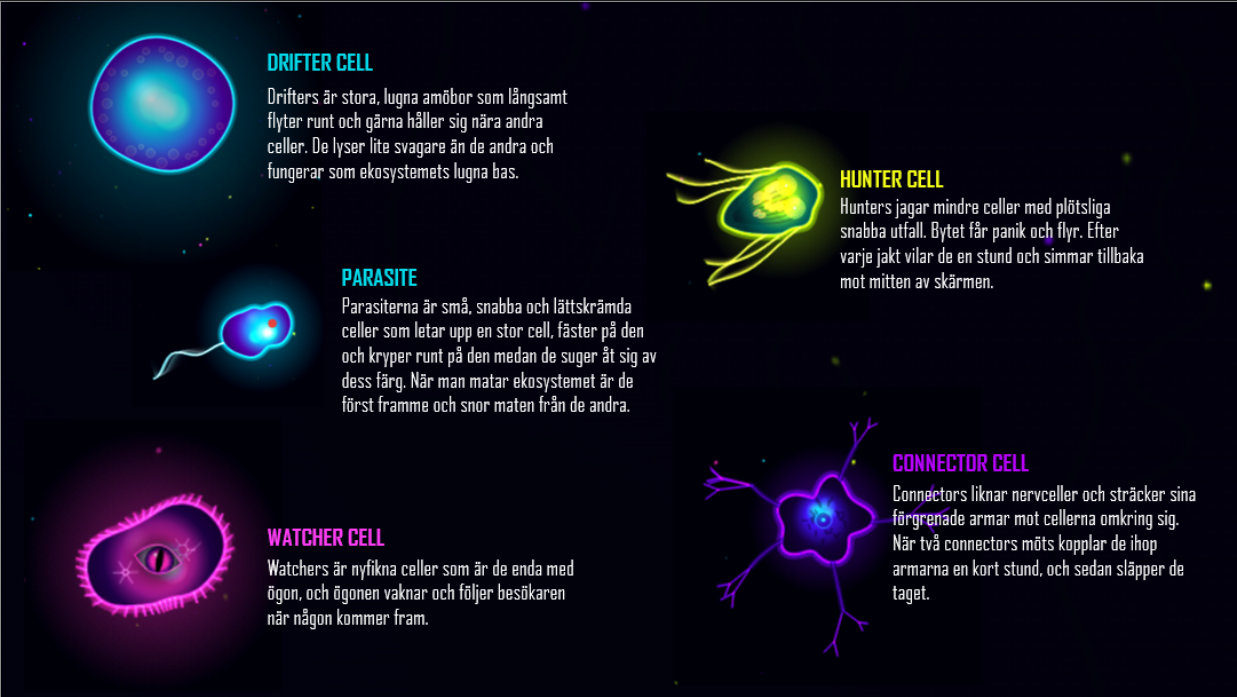 DRIFTER CELL
Drifters är stora, lugna amöbor som långsamt
flyter runt och gärna håller sig nära andra
celler. De lyser lite svagare än de andra och
fungerar som ekosystemets lugna bas.
PARASITE
Parasiterna är små, snabba och lättskrämda
celler som letar upp en stor cell, fäster på den
och kryper runt på den medan de suger åt sig av
dess färg. När man matar ekosystemet är de
först framme och snor maten från de andra.
WATCHER CELL
Watchers är nyfikna celler som är de enda med
ögon, och ögonen vaknar och följer besökaren
när någon kommer fram.
HUNTER CELL
Hunters jagar mindre celler med plötsliga
snabba utfall. Bytet får panik och flyr. Efter
varje jakt vilar de en stund och simmar tillbaka
mot mitten av skärmen.
CONNECTOR CELL
Connectors liknar nervceller och sträcker sina
förgrenade armar mot cellerna omkring sig.
När två connectors möts kopplar de ihop
armarna en kort stund, och sedan släpper de
taget.